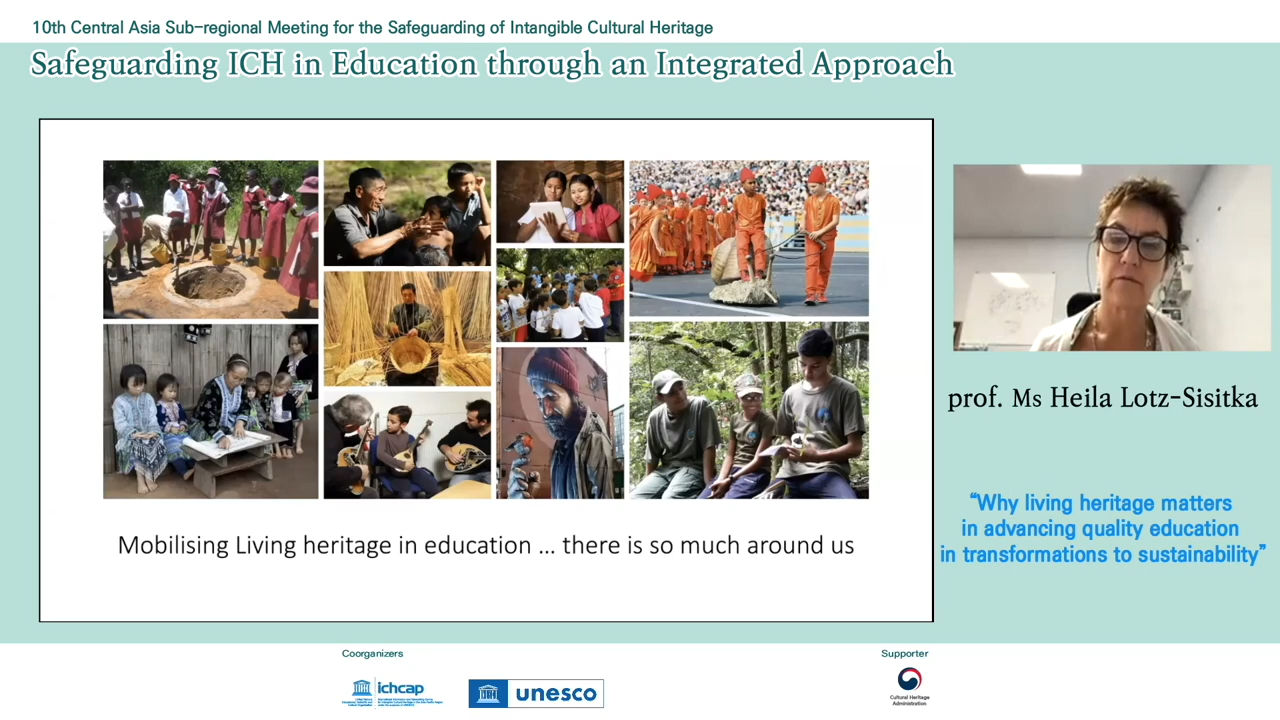 10th Central Asia Sub-regional Meeting for the Safeguarding of Intangible Cultural Heritage
Safeguarding ICH in Education through an Integrated Approach
Mobilising Living heritage in education ... there is so much around us
prof. Ms Heila Lotz-Sisitka
“Why living heritage matters
in advancing quality education
in transformations to sustainability”
Coorganizers
ichcap
unesco
Supporter
Cultural Heritage
Administration